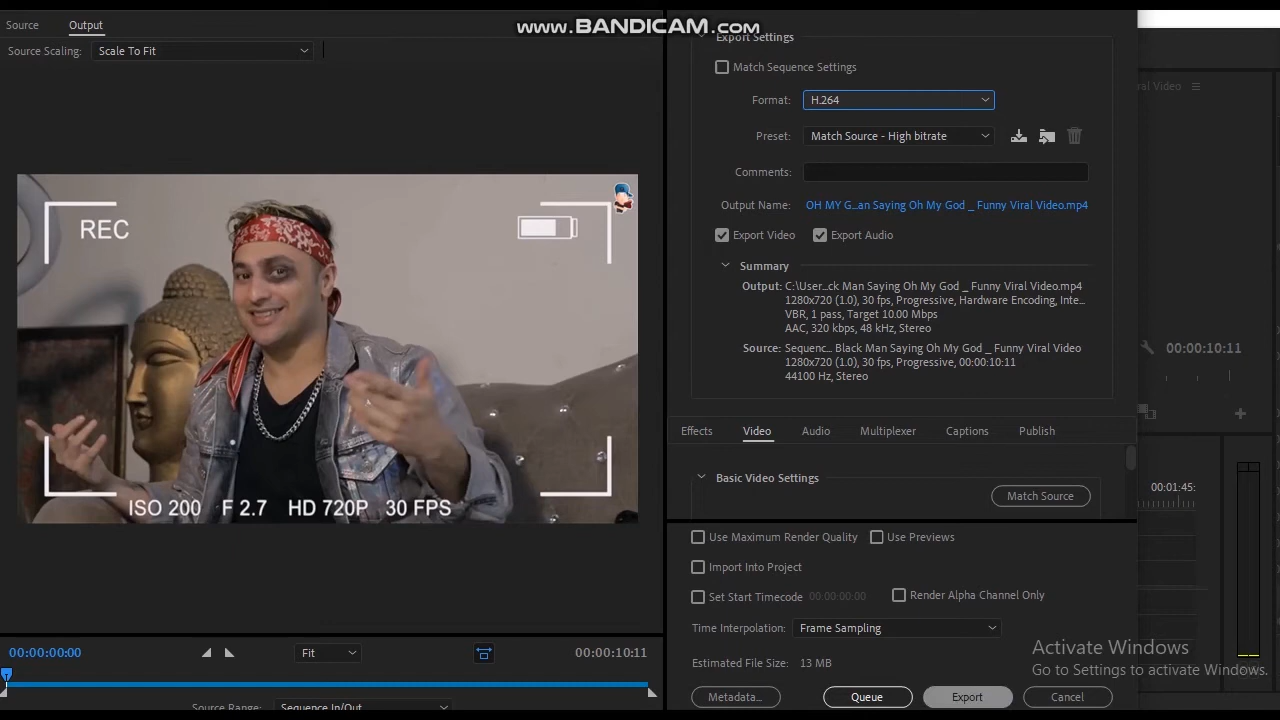 www.BANDICAM.com
Source
Output
Source Scaling:
Scale To Fit
Export Settings
Match Sequence Settings
Format:
H.264
Preset:
Match Source - High bitrate
Comments:
Output Name:
OH MY G...an Saying Oh My God _ Funny Viral Video.mp4
Export Video
Export Audio
Summary
Output: C:\User...ck Man Saying Oh My God _ Funny Viral Video.mp4
1280x720 (1.0), 30 fps, Progressive, Hardware Encoding, Inte...
VBR, 1 pass, Target 10.00 Mbps
AAC, 320 kbps, 48 kHz, Stereo
Source: Sequenc... Black Man Saying Oh My God _ Funny Viral Video
1280x720 (1.0), 30 fps, Progressive, 00:00:10:11
44100 Hz, Stereo
Effects
Video
Audio
Multiplexer
Captions
Publish
Basic Video Settings
Match Source
Use Maximum Render Quality
Use Previews
Import Into Project
Set Start Timecode
00:00:00:00
Render Alpha Channel Only
Time Interpolation:
Frame Sampling
Estimated File Size: 13 MB
Metadata...
Queue
Export
Cancel
REC
ISO 200 F 2.7 HD 720P 30 FPS
00:00:00:00
Fit
00:00:10:11
Source Range:
Sequence In/Out
ral Video
00:00:10:11
00:01:45:
Activate Windows
Go to Settings to activate Windows.